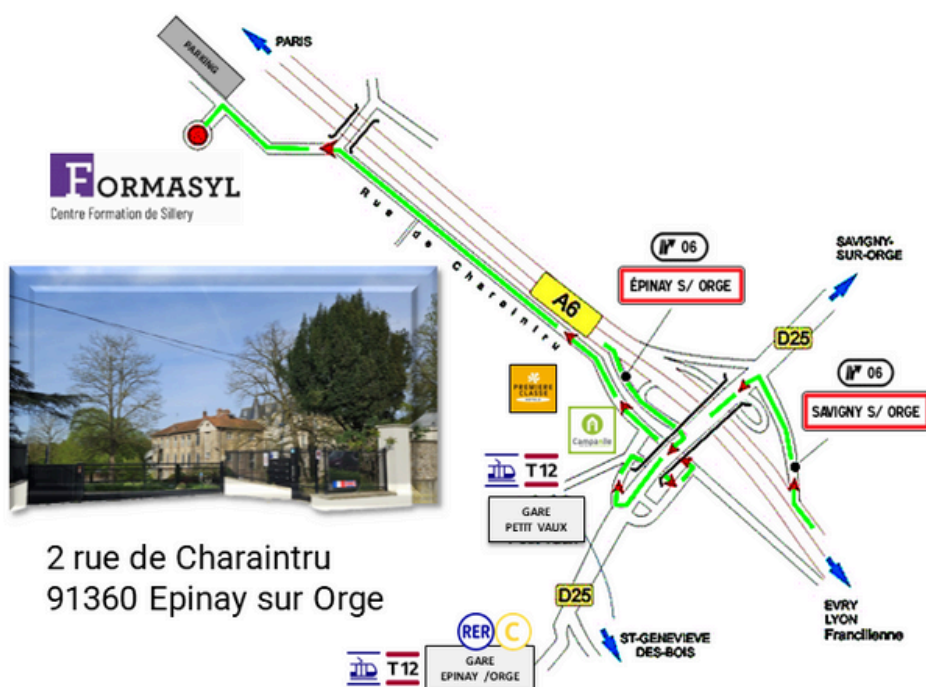 PARKING
PARIS
FORMASYL
Centre Formation de Sillery
Rue de Charaintru
06
ÉPINAY S/ ORGE
SAVIGNY-
SUR-ORGE
A6
D25
06
SAVIGNY S/ ORGE
PREMIERE
CLASSE
Campanile
T12
GARE
PETIT VAUX
2 rue de Charaintru
91360 Epinay sur Orge
D25
EVRY
LYON
Francilienne
RER C
ST-GENEVIEVE
DES-BOIS
T12
GARE
EPINAY /ORGE